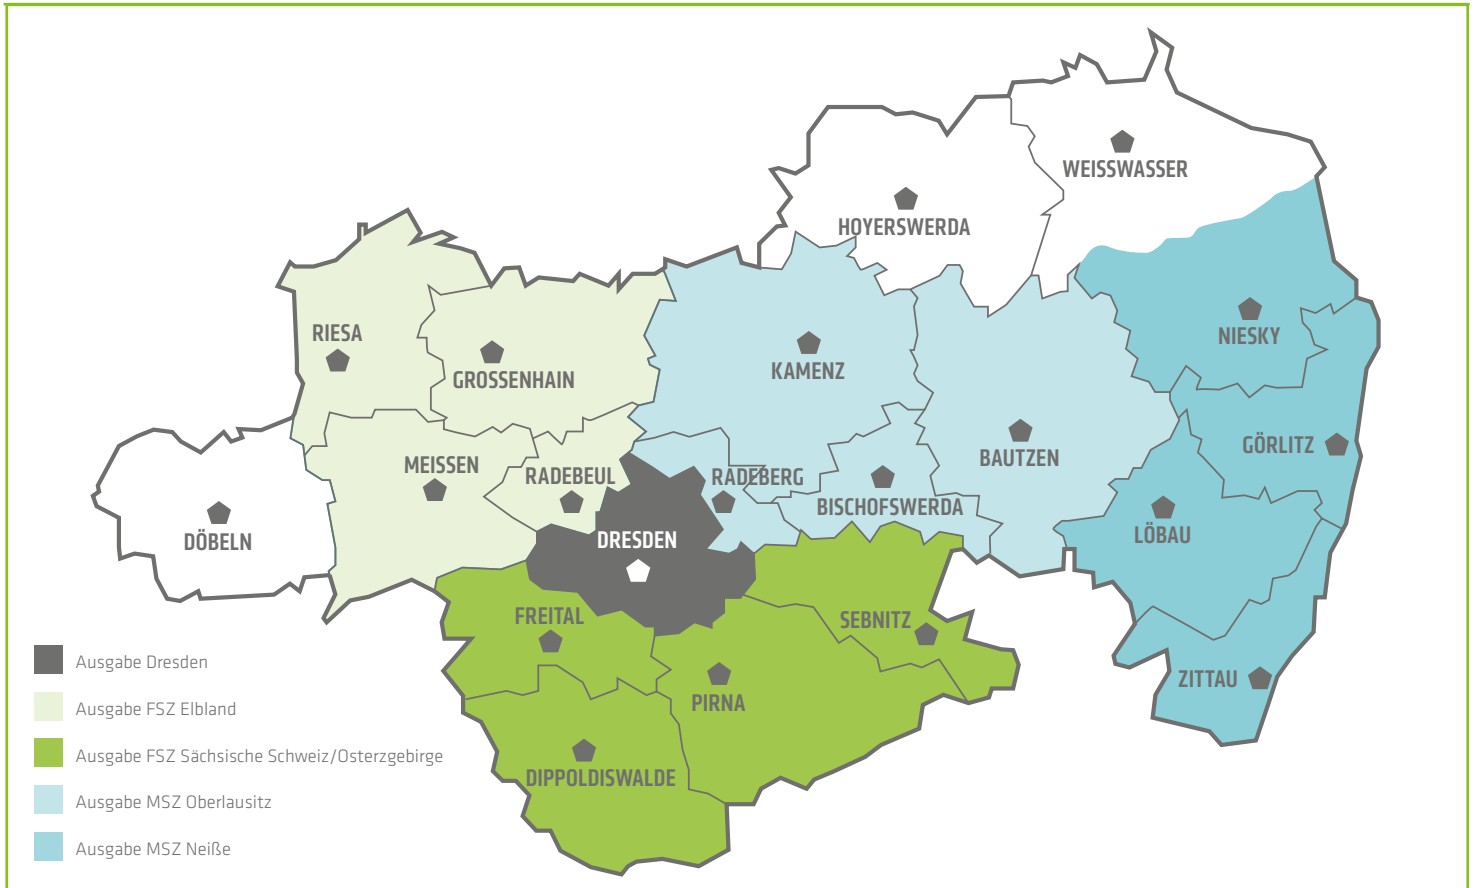 WEISSWASSER
HOYERSWERDA
RIESA
NIESKY
GROSSENHAIN
KAMENZ
GÖRLITZ
MEISSEN
BAUTZEN
RADEBEUL
RADEBERG
BISCHOFSWERDA
DÖBELN
DRESDEN
LÖBAU
FREITAL
SEBNITZ
ZITTAU
PIRNA
DIPPOLDISWALDE
Ausgabe Dresden
Ausgabe FSZ Elbland
Ausgabe FSZ Sächsische Schweiz/Osterzgebirge
Ausgabe MSZ Oberlausitz
Ausgabe MSZ Neiße